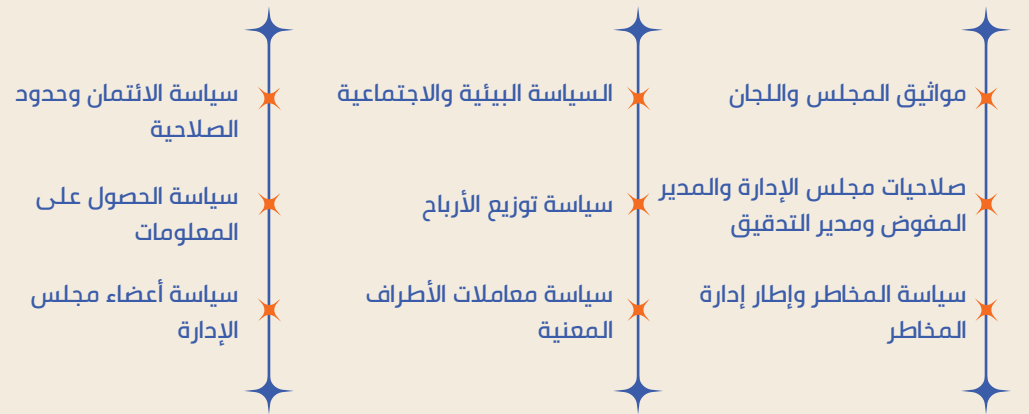 مواثيق المجلس واللجان
صلاحيات مجلس الإدارة والمدير
المفوض ومدير التدقيق
سياسة المخاطر وإطار إدارة
المخاطر
السياسة البيئية والاجتماعية
سياسة توزيع الأرباح
سياسة معاملات الأطراف
المعنية
سياسة الائتمان وحدود
الصلاحية
سياسة الحصول على
المعلومات
سياسة أعضاء مجلس
الإدارة